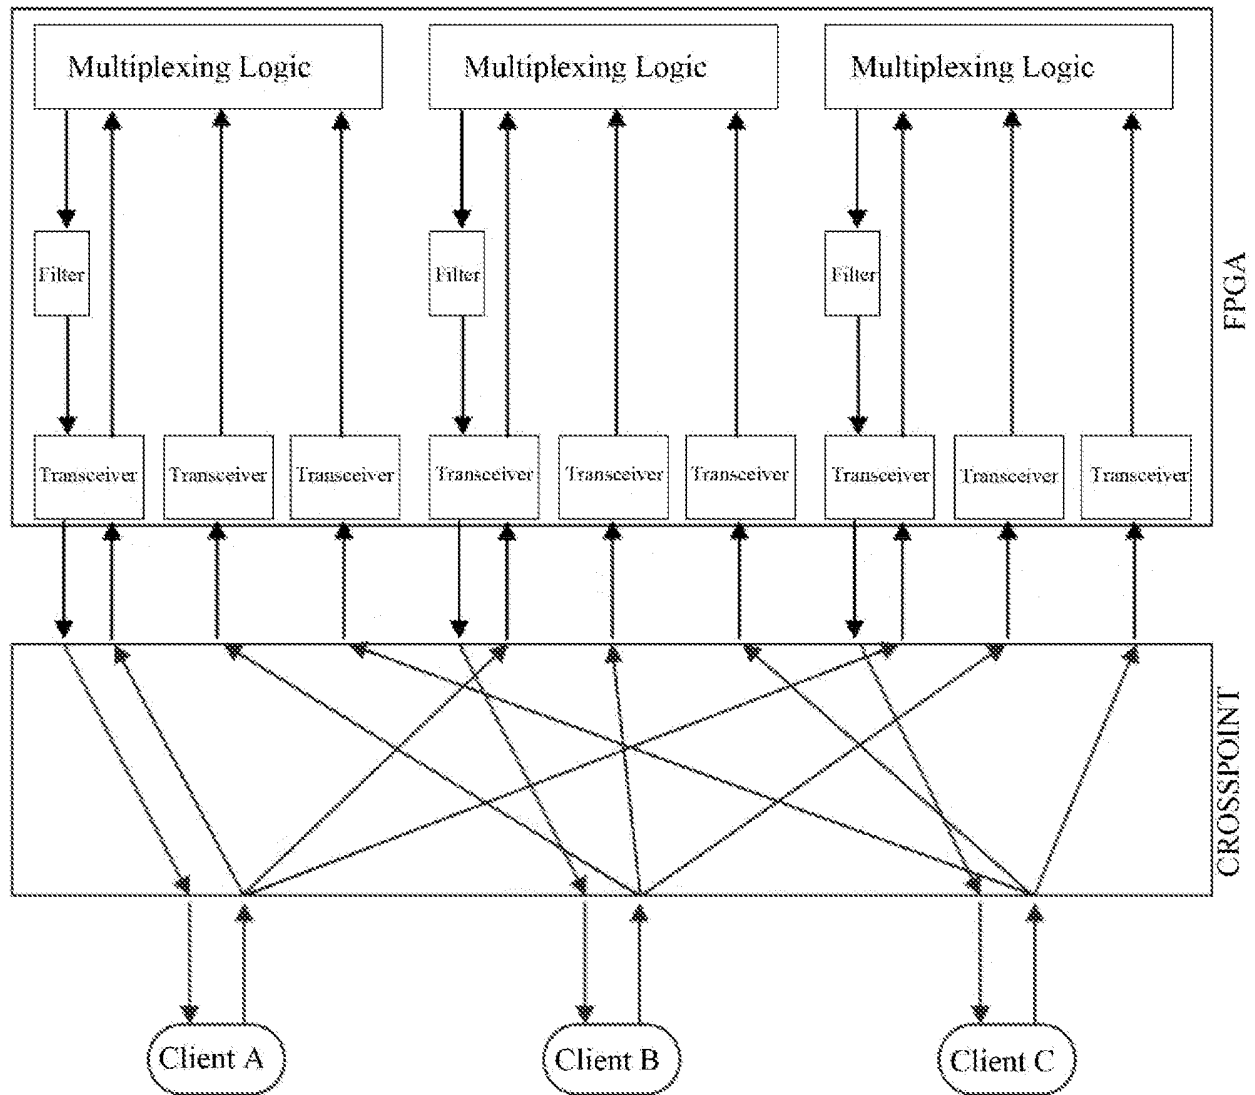 Multiplexing Logic
Multiplexing Logic
Multiplexing Logic
Filter
Filter
Filter
FPGA
Transceiver
Transceiver
Transceiver
Transceiver
Transceiver
Transceiver
Transceiver
Transceiver
Transceiver
CROSSPOINT
Client A
Client B
Client C